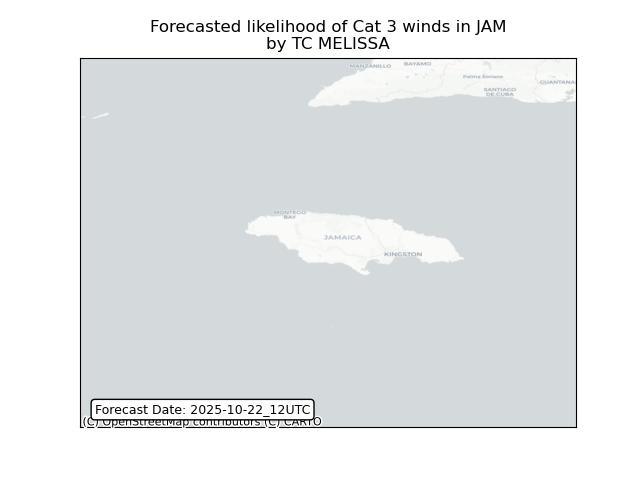 Forecasted likelihood of Cat 3 winds in JAM
by TC MELISSA
MANZANILLO
BAYAMO
Palma Soriano
GUANTANA
SANTIAGO
DE CUBA
MONTEGO
BAY
JAMAICA
KINGSTON
Forecast Date: 2025-10-22_12UTC
(C) OpenStreetMap contributors (C) CARTO